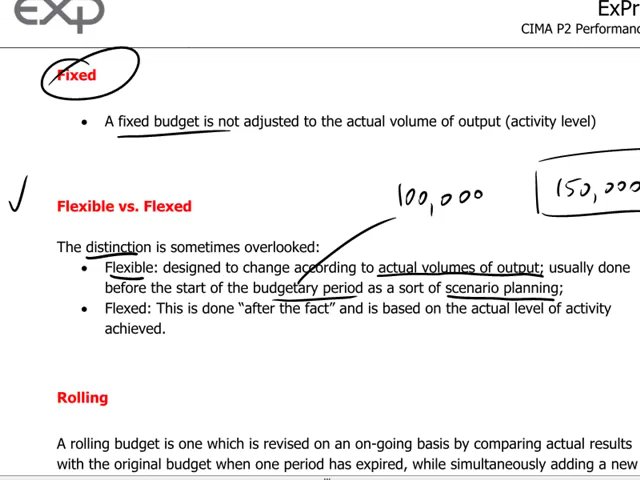 exp
ExPr
CIMA P2 Performanc
Fixed
• A fixed budget is not adjusted to the actual volume of output (activity level)
100,000
150,000
Flexible vs. Flexed
The distinction is sometimes overlooked:
• Flexible: designed to change according to actual volumes of output; usually done
before the start of the budgetary period as a sort of scenario planning;
• Flexed: This is done “after the fact” and is based on the actual level of activity
achieved.
Rolling
A rolling budget is one which is revised on an on-going basis by comparing actual results
with the original budget when one period has expired, while simultaneously adding a new